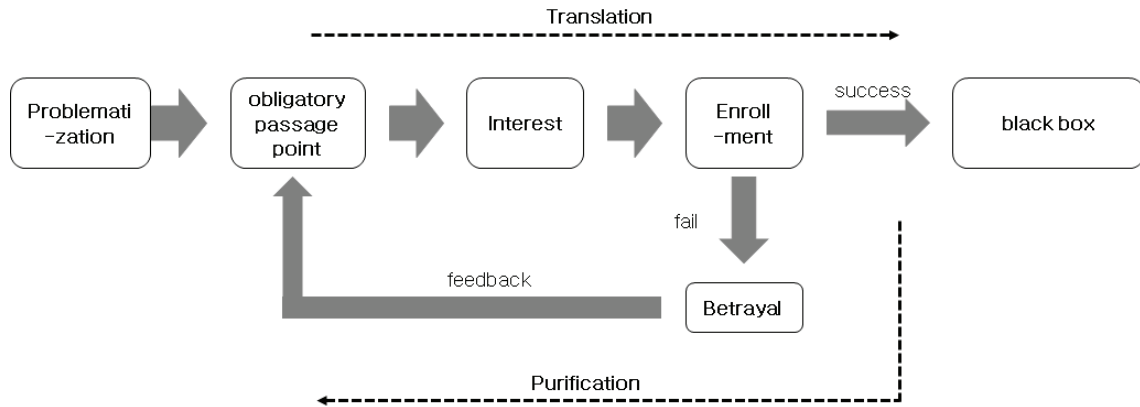 Translation
Problemati
-zation
obligatory
passage
point
Interest
Enroll
-ment
success
black box
fail
feedback
Betrayal
Purification